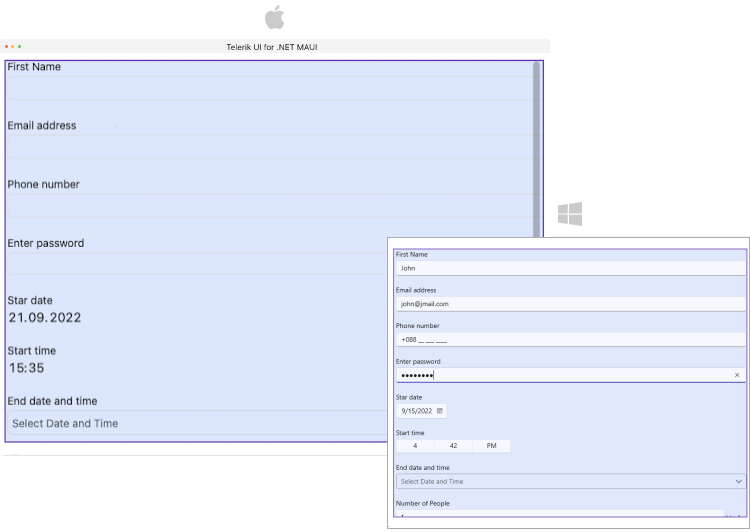 Telerik UI for .NET MAUI
First Name
Email address
Phone number
Enter password
Star date
21.09.2022
Start time
15:35
End date and time
Select Date and Time
First Name
John
Email address
john@jmail.com
Phone number
+088 __ ___ ____
Enter password
●●●●●●●●
Star date
9/15/2022
Start time
4 42 PM
End date and time
Select Date and Time
Number of People